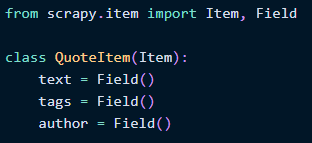 from scrapy.item import Item, Field

class QuoteItem(Item):
    text = Field()
    tags = Field()
    author = Field()